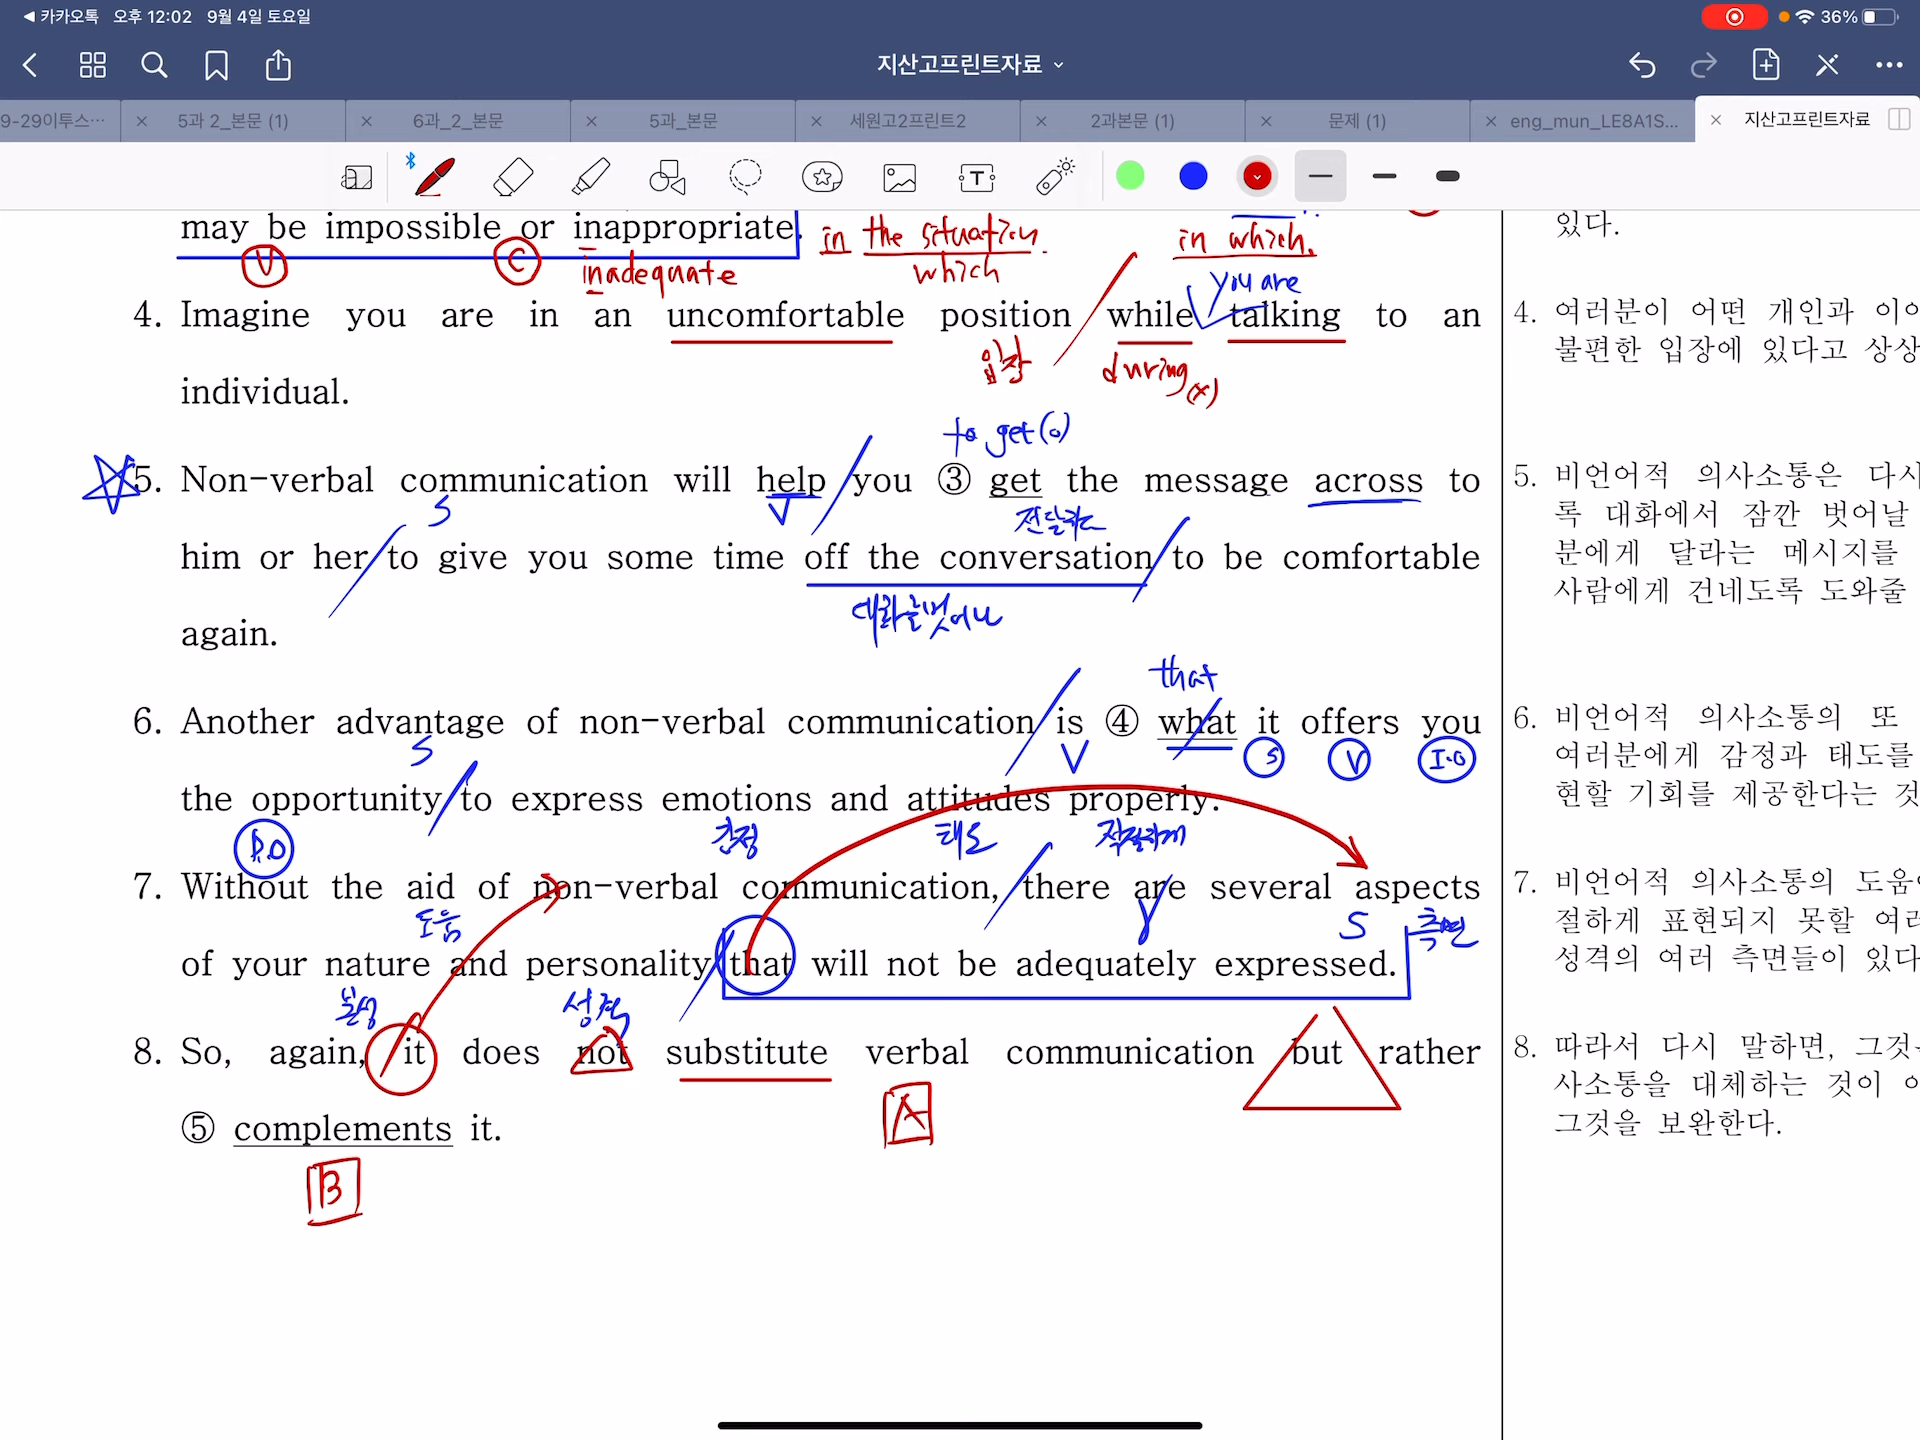 ◀ 카카오톡 오후 12:02 9월 4일 토요일 36%
지산고프린트자료
9-29이투스… × 5과 2_본문 (1) × 6과_2_본문 × 5과_본문 × 세원고2프린트2 × 2과본문 (1) × 문제 (1) × eng_mun_LE8A1S... × 지산고프린트자료
may be impossible or inappropriate. in the situation. in which.
V C inadequate which
you are
4. Imagine you are in an uncomfortable position while talking to an
입장 during(x)
individual.
to get(o)
5. Non-verbal communication will help you ③ get the message across to
S V 전달하도
him or her to give you some time off the conversation to be comfortable
대화를벗어나
again.
that
6. Another advantage of non-verbal communication is ④ what it offers you
S V S V I.O
the opportunity to express emotions and attitudes properly.
D.O 감정 태도 적절하게
7. Without the aid of non-verbal communication, there are several aspects
도움 V S 측면
of your nature and personality that will not be adequately expressed.
본성 성격
8. So, again, it does not substitute verbal communication but rather
A
⑤ complements it.
B
있다.
4. 여러분이 어떤 개인과 이야
불편한 입장에 있다고 상상
5. 비언어적 의사소통은 다시
록 대화에서 잠깐 벗어날
분에게 달라는 메시지를
사람에게 건네도록 도와줄
6. 비언어적 의사소통의 또
여러분에게 감정과 태도를
현할 기회를 제공한다는 것
7. 비언어적 의사소통의 도움
절하게 표현되지 못할 여러
성격의 여러 측면들이 있다
8. 따라서 다시 말하면, 그것
사소통을 대체하는 것이
그것을 보완한다.